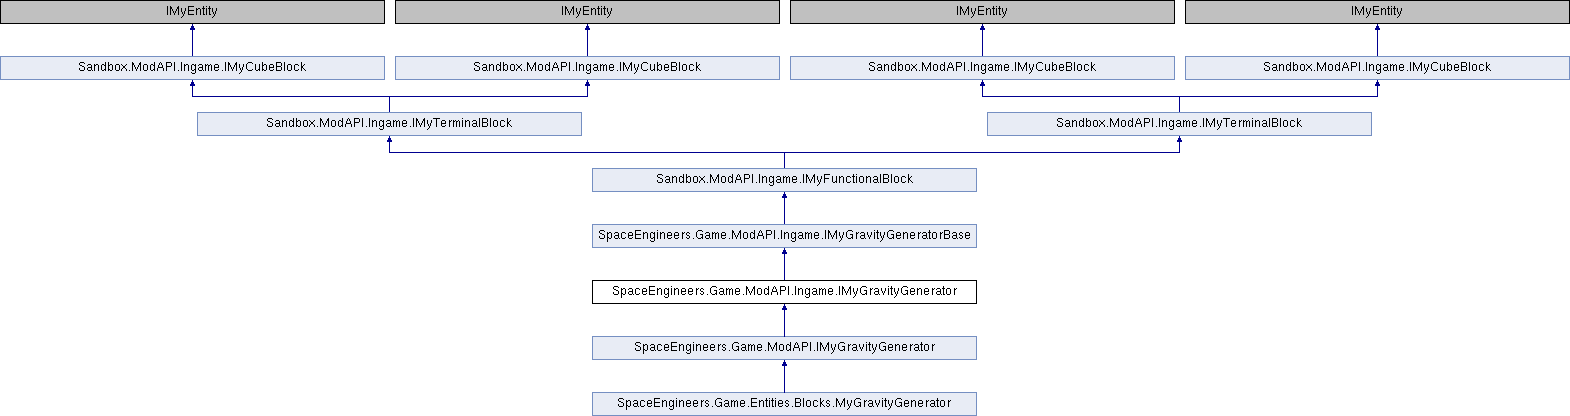 IMyEntity
IMyEntity
IMyEntity
IMyEntity
Sandbox.ModAPI.Ingame.IMyCubeBlock
Sandbox.ModAPI.Ingame.IMyCubeBlock
Sandbox.ModAPI.Ingame.IMyCubeBlock
Sandbox.ModAPI.Ingame.IMyCubeBlock
Sandbox.ModAPI.Ingame.IMyTerminalBlock
Sandbox.ModAPI.Ingame.IMyTerminalBlock
Sandbox.ModAPI.Ingame.IMyFunctionalBlock
SpaceEngineers.Game.ModAPI.Ingame.IMyGravityGeneratorBase
SpaceEngineers.Game.ModAPI.Ingame.IMyGravityGenerator
SpaceEngineers.Game.ModAPI.IMyGravityGenerator
SpaceEngineers.Game.Entities.Blocks.MyGravityGenerator